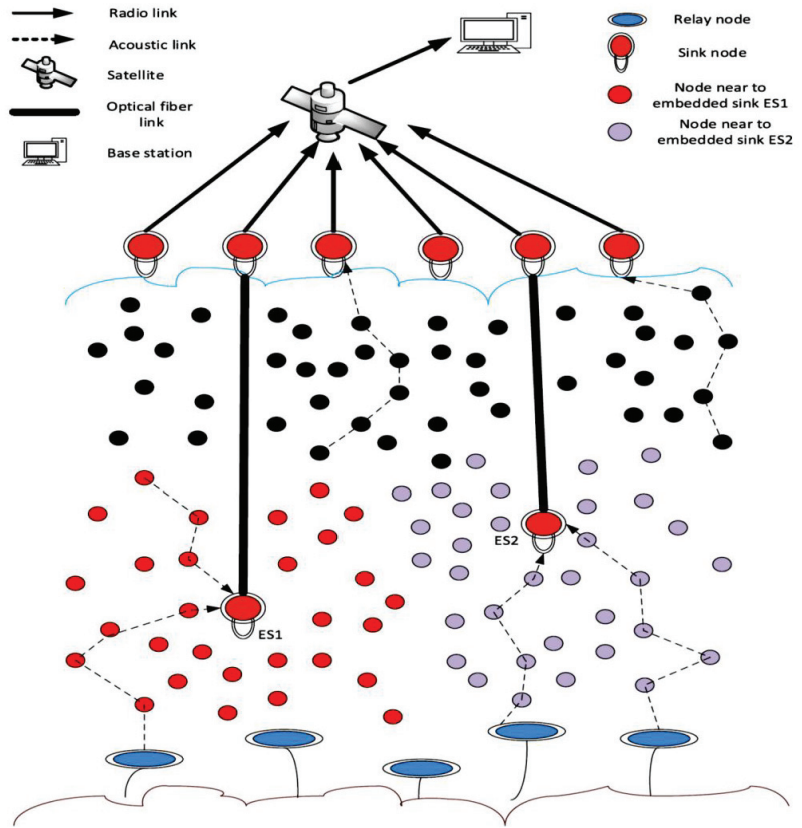 Radio link
Acoustic link
Satellite
Optical fiber
link
Base station
Relay node
Sink node
Node near to
embedded sink ES1
Node near to
embedded sink ES2
ES2
ES1